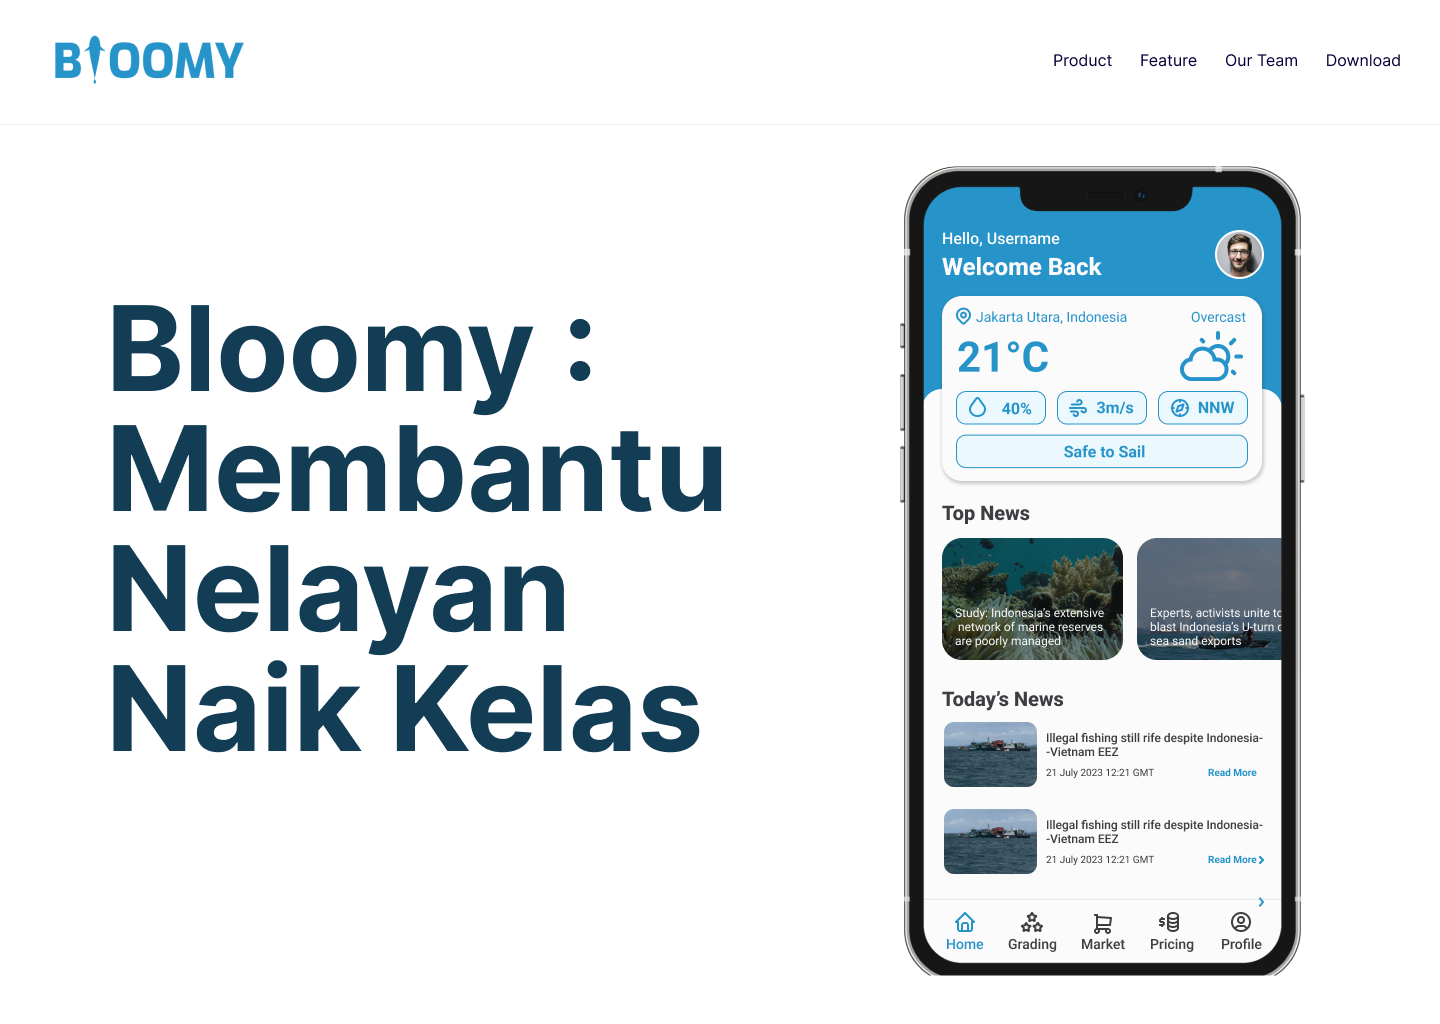 BLOOMY
Product Feature Our Team Download
Bloomy :
Membantu
Nelayan
Naik Kelas
Hello, Username
Welcome Back
Jakarta Utara, Indonesia Overcast
21°C
40% 3m/s NNW
Safe to Sail
Top News
Study: Indonesia's extensive
network of marine reserves
are poorly managed
Experts, activists unite to
blast Indonesia's U-turn
sea sand exports
Today's News
Illegal fishing still rife despite Indonesia-
-Vietnam EEZ
21 July 2023 12:21 GMT Read More
Illegal fishing still rife despite Indonesia-
-Vietnam EEZ
21 July 2023 12:21 GMT Read More
Home Grading Market Pricing Profile